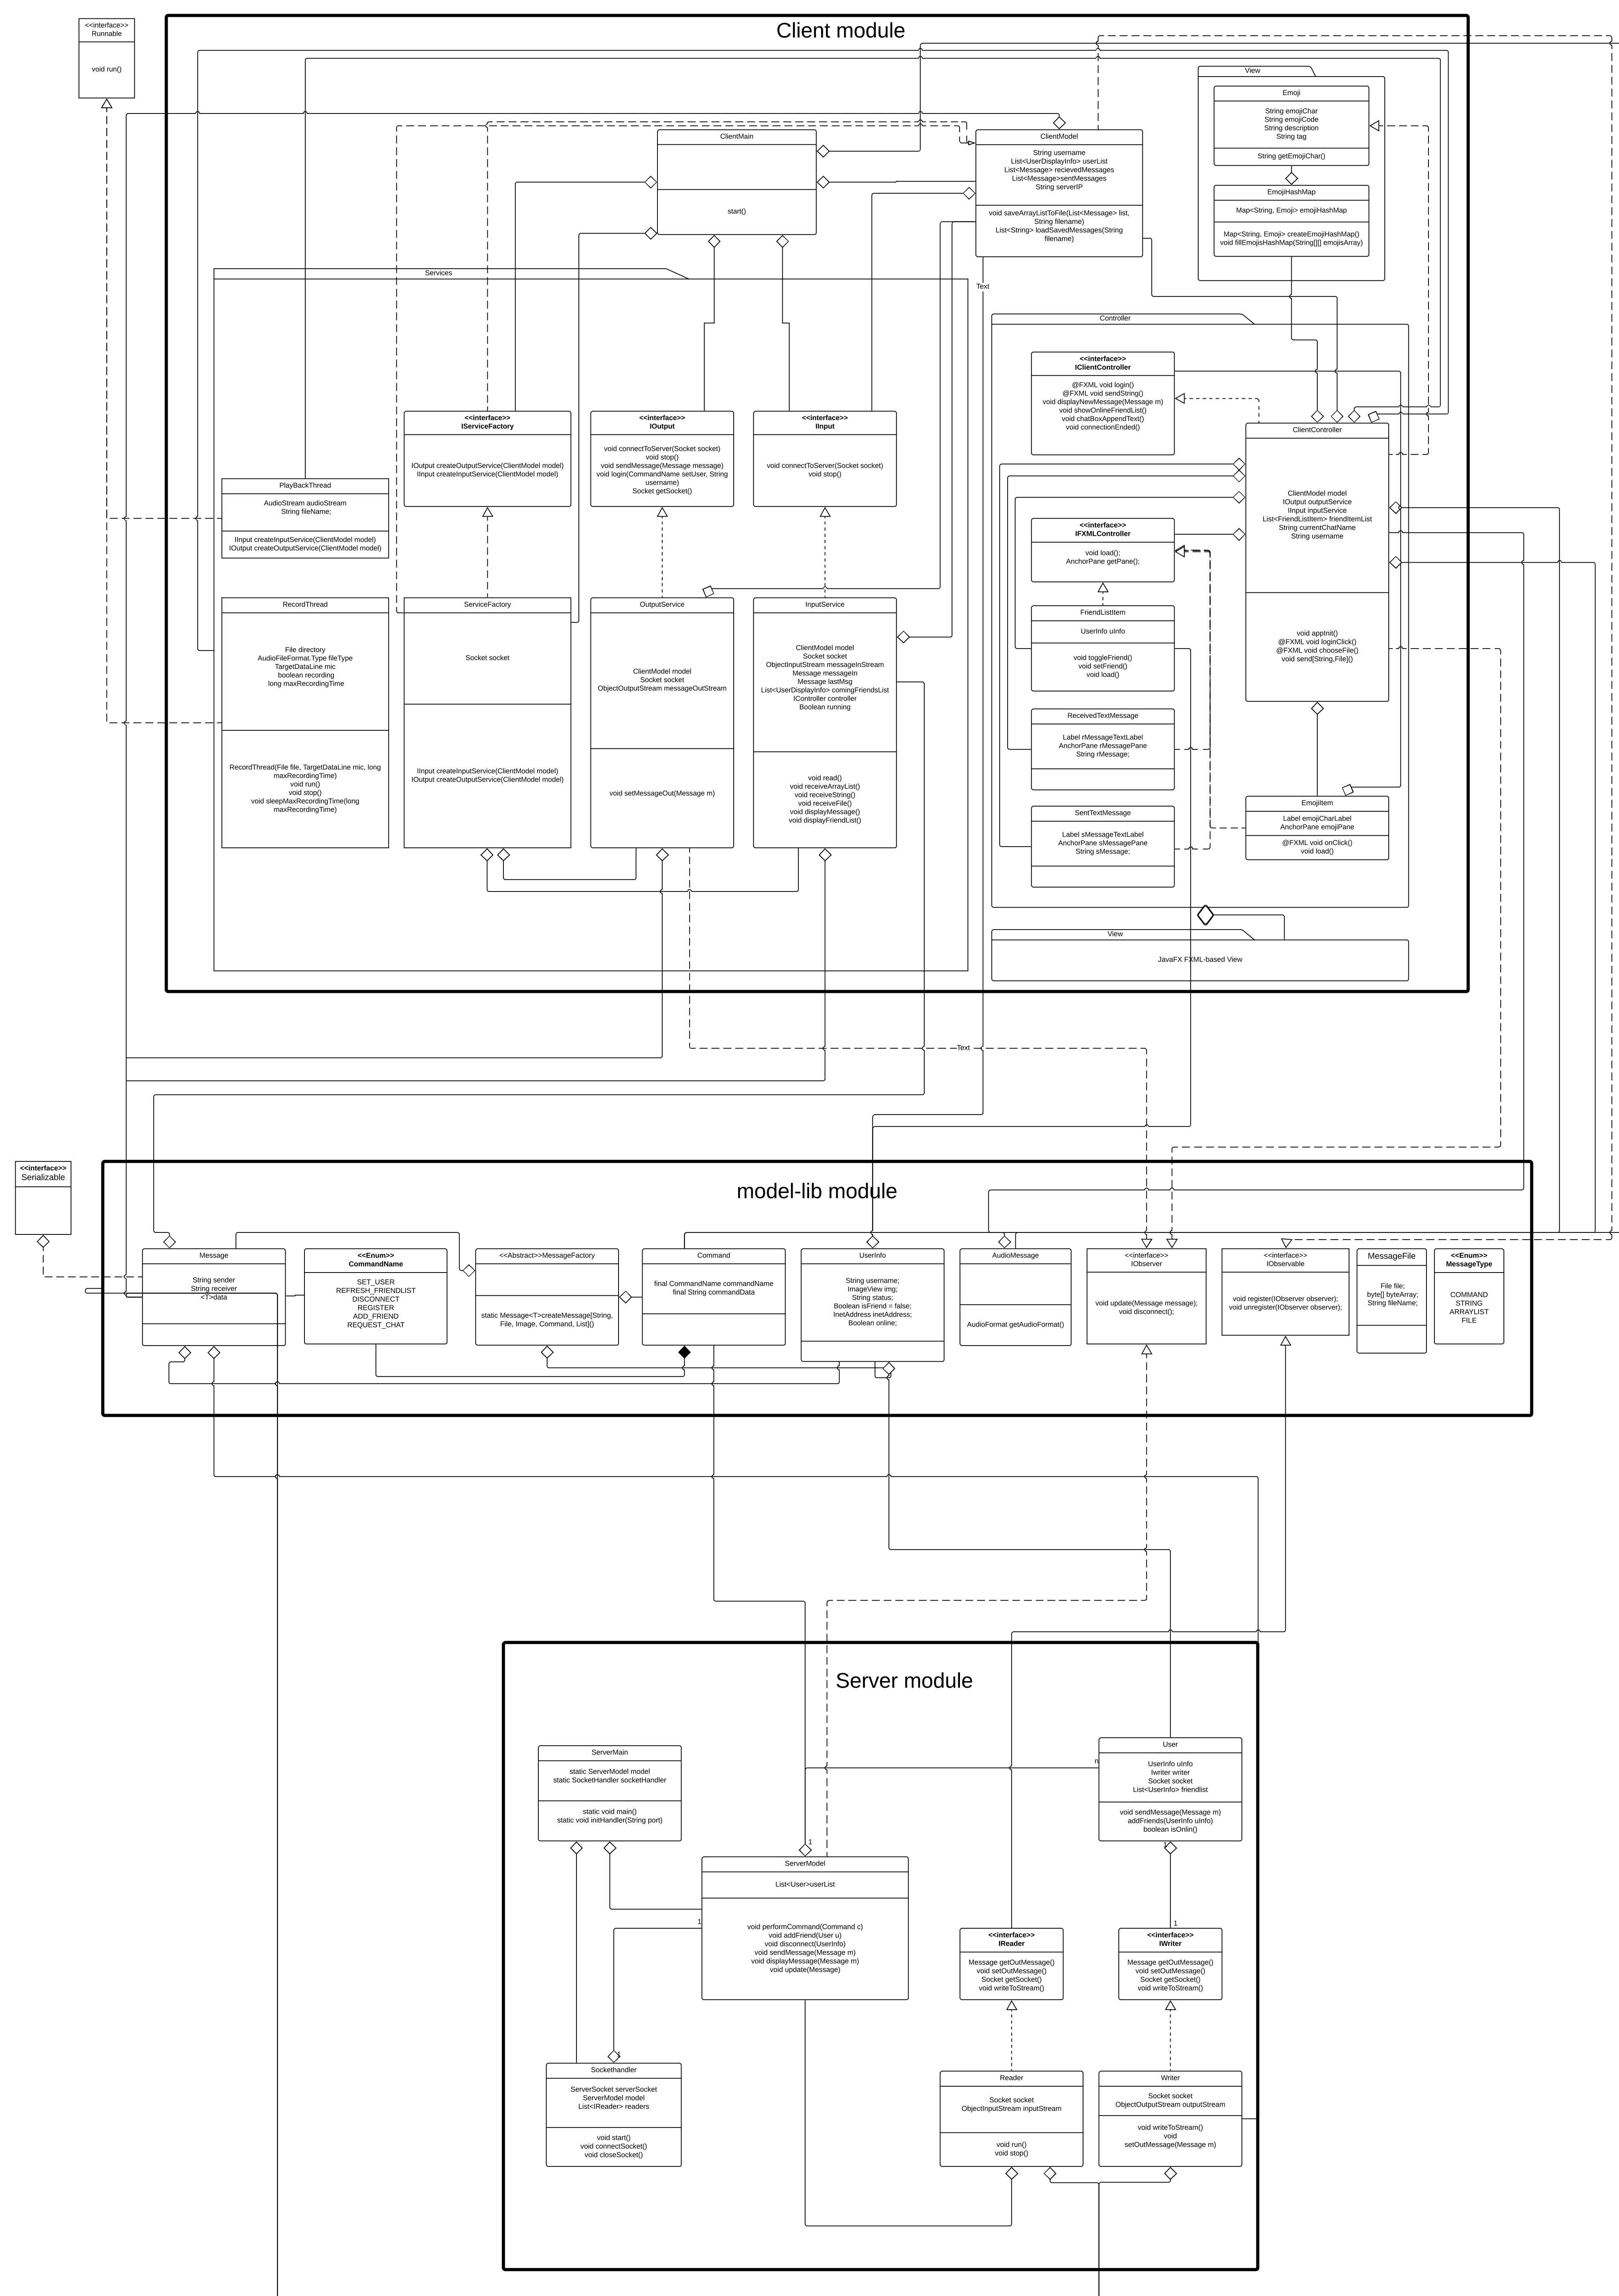 Client module
<<interface>>
Runnable
void run()
View
Emoji
String emojiChar
String emojiCode
String description
String tag
String getEmojiChar()
EmojiHashMap
Map<String, Emoji> emojiHashMap
Map<String, Emoji> createEmojiHashMap()
void fillEmojisHashMap(String[][] emojisArray)
ClientMain
start()
ClientModel
String username
List<UserDisplayInfo> userList
List<Message> recievedMessages
List<Message>sentMessages
String serverIP
void saveArrayListToFile(List<Message> list,
String filename)
List<String> loadSavedMessages(String
filename)
Text
Services
<<interface>>
IServiceFactory
IOutput createOutputService(ClientModel model)
IInput createInputService(ClientModel model)
<<interface>>
IOutput
void connectToServer(Socket socket)
void stop()
void sendMessage(Message message)
void login(CommandName setUser, String
username)
Socket getSocket()
<<interface>>
IInput
void connectToServer(Socket socket)
void stop()
PlayBackThread
AudioStream audioStream
String fileName;
IInput createInputService(ClientModel model)
IOutput createOutputService(ClientModel model)
RecordThread
File directory
AudioFileFormat.Type fileType
TargetDataLine mic
boolean recording
long maxRecordingTime
RecordThread(File file, TargetDataLine mic, long
maxRecordingTime)
void run()
void stop()
void sleepMaxRecordingTime(long
maxRecordingTime)
ServiceFactory
Socket socket
IInput createInputService(ClientModel model)
IOutput createOutputService(ClientModel model)
OutputService
ClientModel model
Socket socket
ObjectOutputStream messageOutStream
void setMessageOut(Message m)
InputService
ClientModel model
Socket socket
ObjectInputStream messageInStream
Message messageIn
Message lastMsg
List<UserDisplayInfo> comingFriendsList
IController controller
Boolean running
void read()
void receiveArrayList()
void receiveString()
void receiveFile()
void displayMessage()
void displayFriendList()
Controller
<<interface>>
IClientController
@FXML void login()
@FXML void sendString()
void displayNewMessage(Message m)
void showOnlineFriendList()
void chatBoxAppendText()
void connectionEnded()
ClientController
ClientModel model
IOutput outputService
IInput inputService
List<FriendListItem> friendItemList
String currentChatName
String username
void appInit()
@FXML void loginClick()
@FXML void chooseFile()
void send[String,File]()
<<interface>>
IFXMLController
void load();
AnchorPane getPane();
FriendListItem
UserInfo uInfo
void toggleFriend()
void setFriend()
void load()
ReceivedTextMessage
Label rMessageTextLabel
AnchorPane rMessagePane
String rMessage;
SentTextMessage
Label sMessageTextLabel
AnchorPane sMessagePane
String sMessage;
EmojiItem
Label emojiCharLabel
AnchorPane emojiPane
@FXML void onClick()
void load()
View
JavaFX FXML-based View
Text
<<interface>>
Serializable
model-lib module
Message
String sender
String receiver
<T>data
<<Enum>>
CommandName
SET_USER
REFRESH_FRIENDLIST
DISCONNECT
REGISTER
ADD_FRIEND
REQUEST_CHAT
<<Abstract>>MessageFactory
static Message<T>createMessage[String,
File, Image, Command, List]()
Command
final CommandName commandName
final String commandData
UserInfo
String username;
ImageView img;
String status;
Boolean isFriend = false;
InetAddress inetAddress;
Boolean online;
AudioMessage
AudioFormat getAudioFormat()
<<interface>>
IObserver
void update(Message message);
void disconnect();
<<interface>>
IObservable
void register(IObserver observer);
void unregister(IObserver observer);
MessageFile
File file;
byte[] byteArray;
String fileName;
<<Enum>>
MessageType
COMMAND
STRING
ARRAYLIST
FILE
Server module
ServerMain
static ServerModel model
static SocketHandler socketHandler
static void main()
static void initHandler(String port)
User
UserInfo uInfo
Iwriter writer
Socket socket
List<UserInfo> friendlist
void sendMessage(Message m)
addFriends(UserInfo uInfo)
boolean isOnlin()
n
1
1
ServerModel
List<User>userList
void performCommand(Command c)
void addFriend(User u)
void disconnect(UserInfo)
void sendMessage(Message m)
void displayMessage(Message m)
void update(Message)
1
1
<<interface>>
IReader
Message getOutMessage()
void setOutMessage()
Socket getSocket()
void writeToStream()
1
<<interface>>
IWriter
Message getOutMessage()
void setOutMessage()
Socket getSocket()
void writeToStream()
Sockethandler
ServerSocket serverSocket
ServerModel model
List<IReader> readers
void start()
void connectSocket()
void closeSocket()
Reader
Socket socket
ObjectInputStream inputStream
void run()
void stop()
Writer
Socket socket
ObjectOutputStream outputStream
void writeToStream()
void
setOutMessage(Message m)